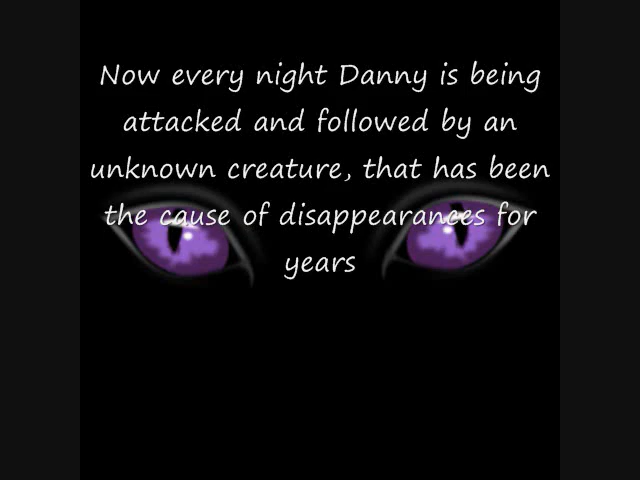 Now every night Danny is being
attacked and followed by an
unknown creature, that has been
the cause of disappearances for
years